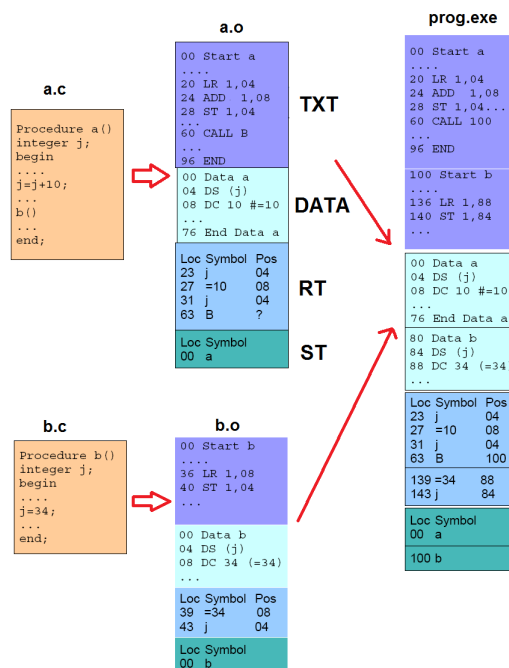 a.c
Procedure a()
integer j;
begin
....
j=j+10;
...
b()
...
end;
a.o
00 Start a
....
20 LR 1,04
24 ADD 1,08
28 ST 1,04
...
60 CALL B
...
96 END
00 Data a
04 DS (j)
08 DC 10 #=10
...
76 End Data a
Loc Symbol Pos
23 j 04
27 =10 08
31 j 04
63 B ?
Loc Symbol
00 a
TXT
DATA
RT
ST
b.c
Procedure b()
integer j;
begin
....
j=34;
...
end;
b.o
00 Start b
....
36 LR 1,08
40 ST 1,04
...
00 Data b
04 DS (j)
08 DC 34 (=34)
...
Loc Symbol Pos
39 =34 08
43 j 04
Loc Symbol
00 b
prog.exe
00 Start a
....
20 LR 1,04
24 ADD 1,08
28 ST 1,04...
60 CALL 100
...
96 END
100 Start b
....
136 LR 1,88
140 ST 1,84
...
00 Data a
04 DS (j)
08 DC 10 #=10
...
76 End Data a
80 Data b
84 DS (j)
88 DC 34 (=34)
...
Loc Symbol Pos
23 j 04
27 =10 08
31 j 04
63 B 100
139 =34 88
143 j 84
Loc Symbol
00 a
100 b